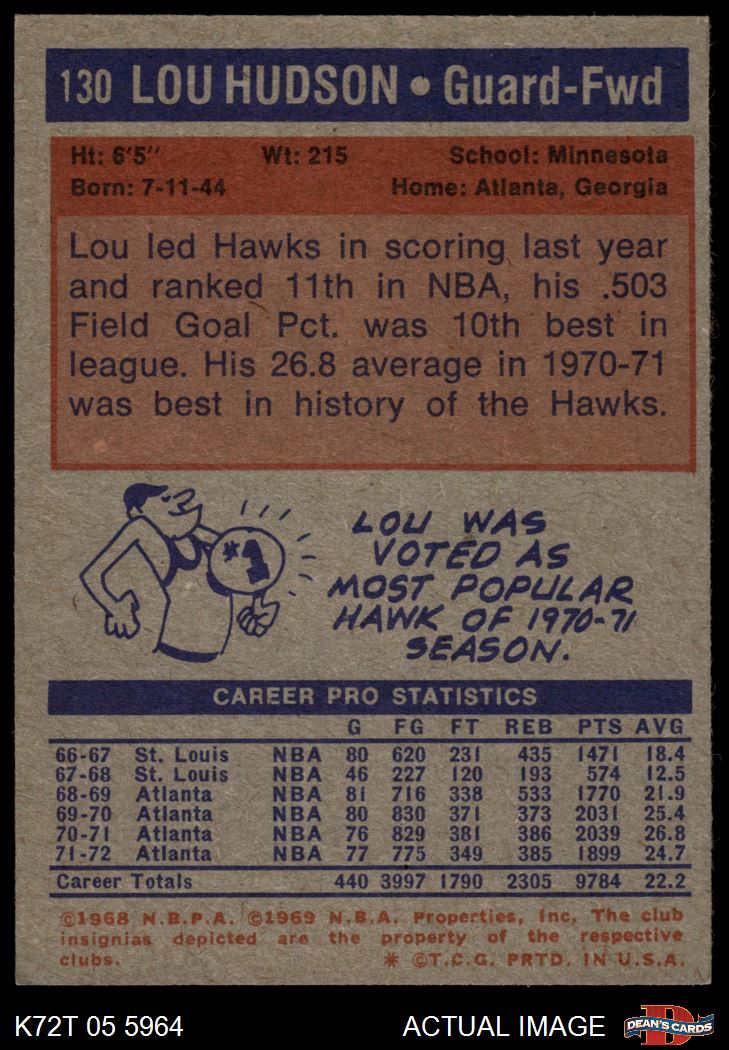 130 LOU HUDSON • Guard-Fwd
Ht: 6'5" Wt: 215 School: Minnesota
Born: 7-11-44 Home: Atlanta, Georgia
Lou led Hawks in scoring last year
and ranked 11th in NBA, his .503
Field Goal Pct. was 10th best in
league. His 26.8 average in 1970-71
was best in history of the Hawks.
#1
LOU WAS
VOTED AS
MOST POPULAR
HAWK OF 1970-71
SEASON.
CAREER PRO STATISTICS
G FG FT REB PTS AVG
66-67 St. Louis NBA 80 620 231 435 1471 18.4
67-68 St. Louis NBA 46 227 120 193 574 12.5
68-69 Atlanta NBA 81 716 338 533 1770 21.9
69-70 Atlanta NBA 80 830 371 373 2031 25.4
70-71 Atlanta NBA 76 829 381 386 2039 26.8
71-72 Atlanta NBA 77 775 349 385 1899 24.7
Career Totals 440 3997 1790 2305 9784 22.2
©1968 N.B.P.A. ©1969 N.B.A. Properties, Inc. The club
insignias depicted are the property of the respective
clubs. * ©T.C.G. PRTD. IN U.S.A.
K72T 05 5964 ACTUAL IMAGE DEAN'S CARDS